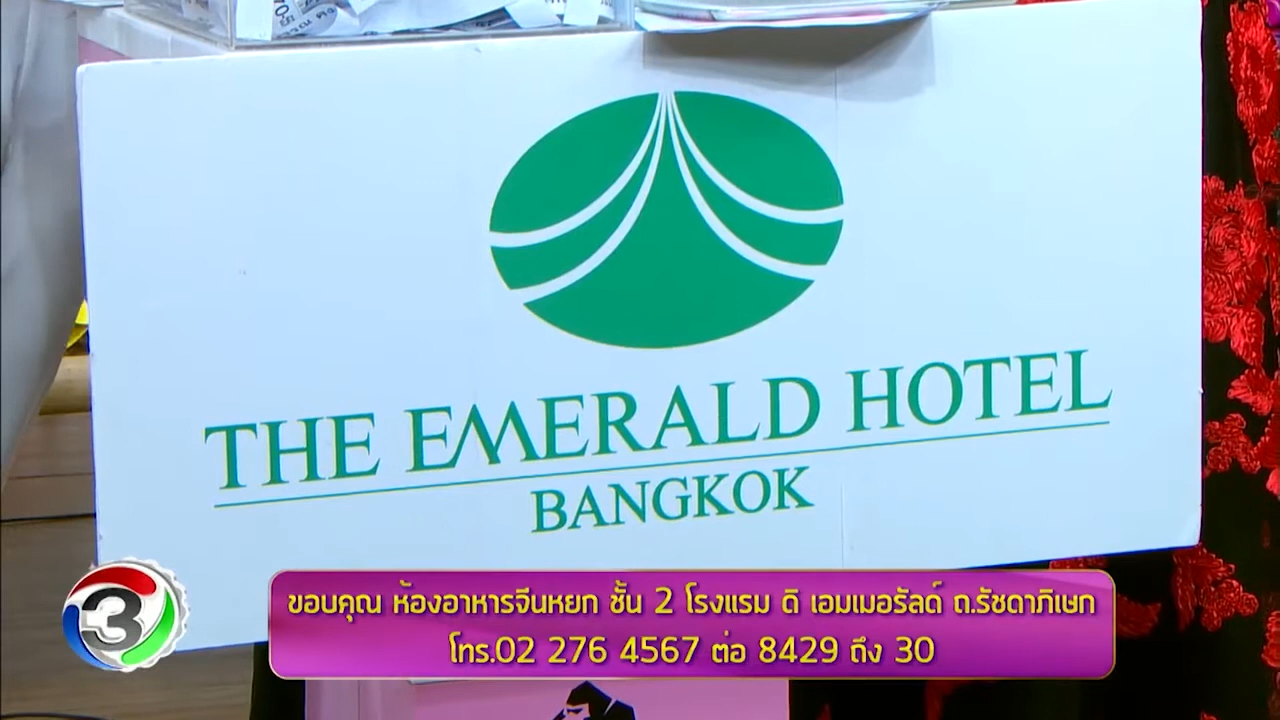 THE EMERALD HOTEL
BANGKOK
3
ขอบคุณ ห้องอาหารจีนหยก ชั้น 2 โรงแรม ดิ เอมเมอรัลด์ ถ.รัชดาภิเษก
โทร.02 276 4567 ต่อ 8429 ถึง 30